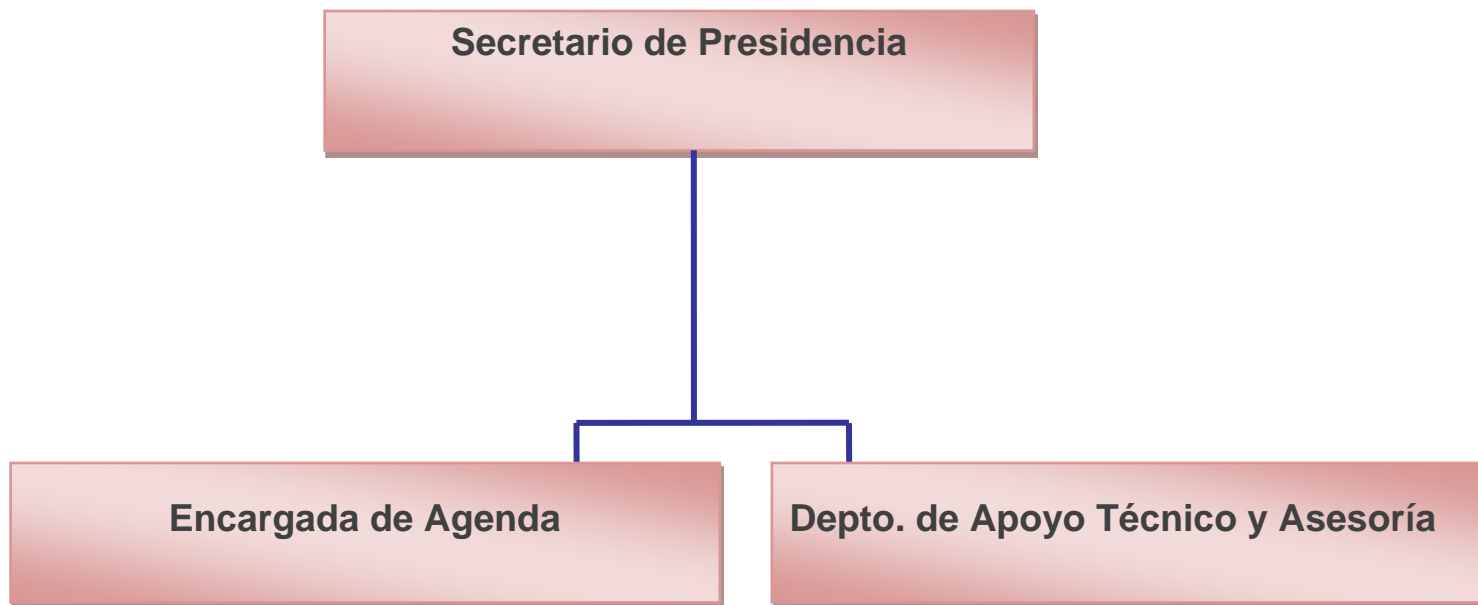 Secretario de Presidencia
Encargada de Agenda
Depto. de Apoyo Técnico y Asesoría